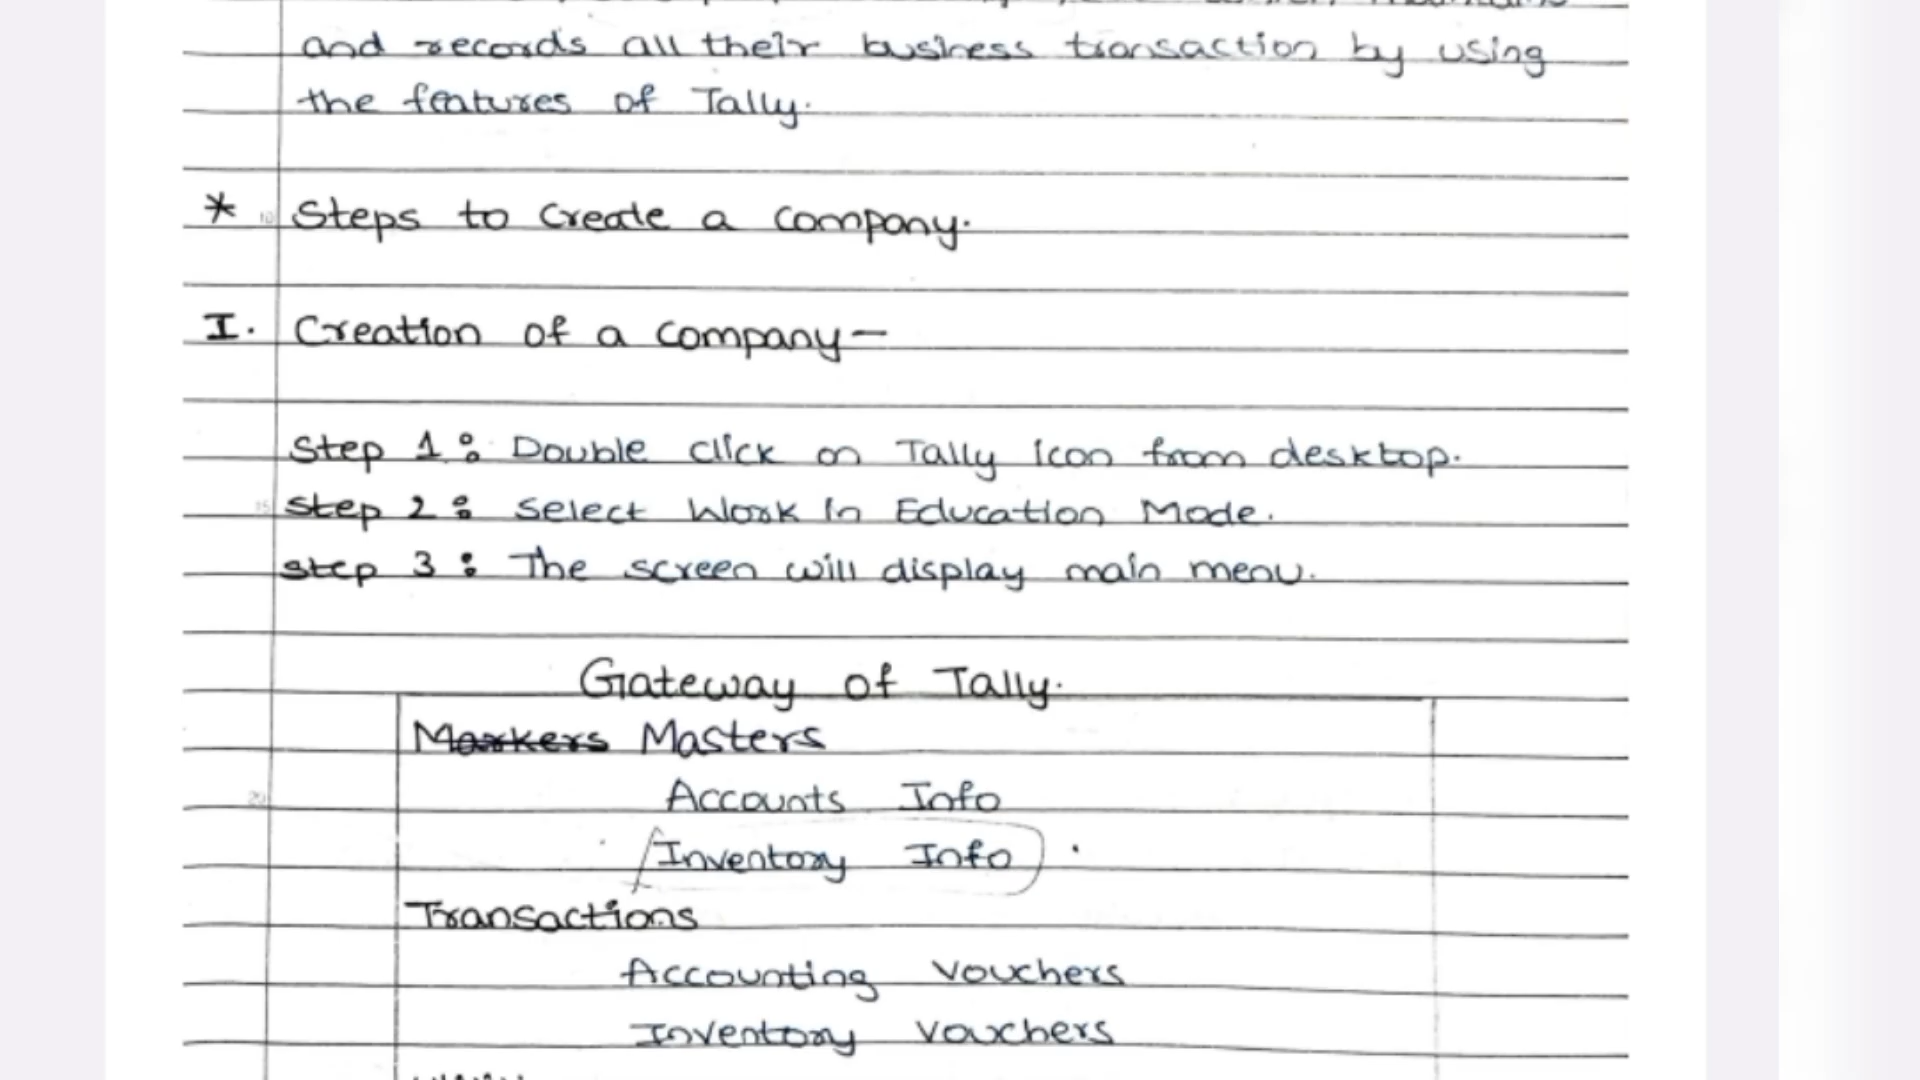 and records all their business transaction by using
the features of Tally.
* Steps to create a company.
I. Creation of a company-
Step 1: Double click on Tally icon from desktop.
Step 2: Select Work in Education Mode.
Step 3: The screen will display main menu.
Gateway of Tally.
Markers Masters
Accounts Info
Inventory Info
Transactions
Accounting Vouchers
Inventory Vouchers